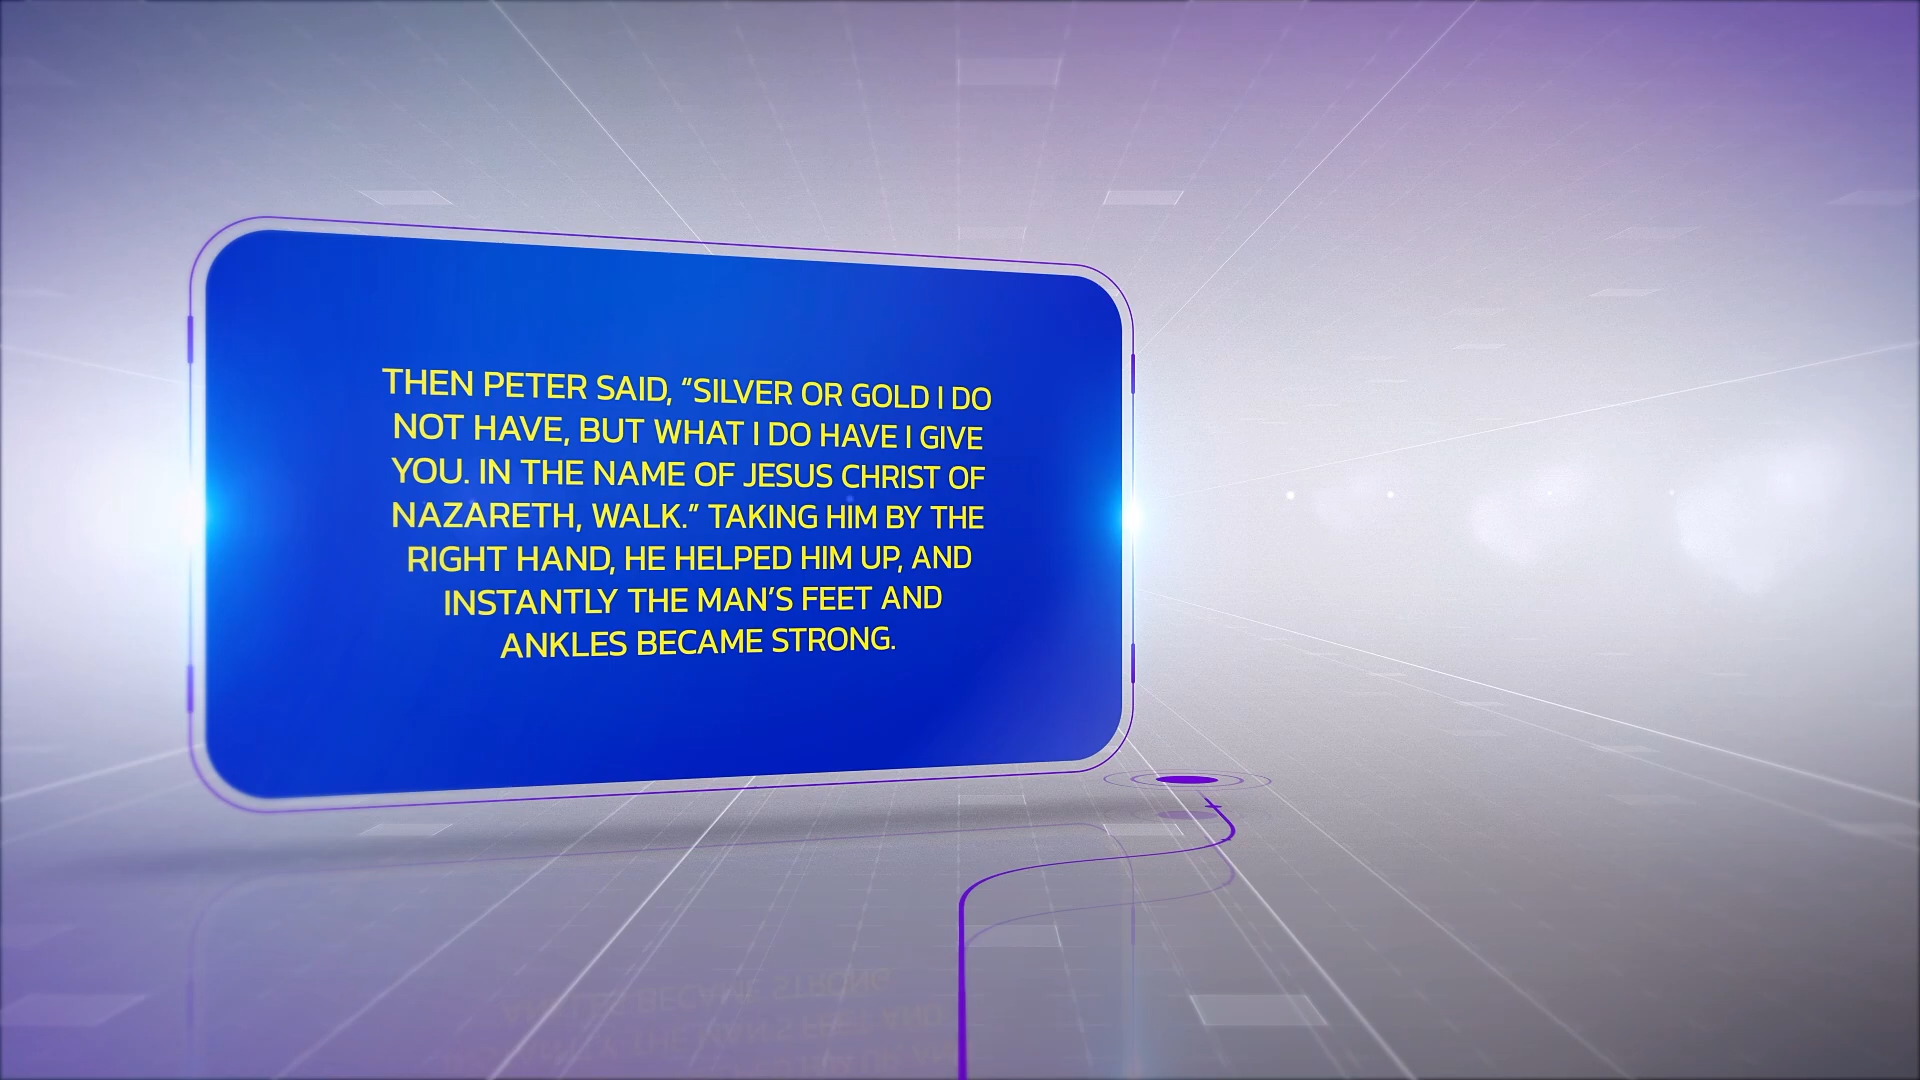 THEN PETER SAID, “SILVER OR GOLD I DO
NOT HAVE, BUT WHAT I DO HAVE I GIVE
YOU. IN THE NAME OF JESUS CHRIST OF
NAZARETH, WALK.” TAKING HIM BY THE
RIGHT HAND, HE HELPED HIM UP, AND
INSTANTLY THE MAN’S FEET AND
ANKLES BECAME STRONG.